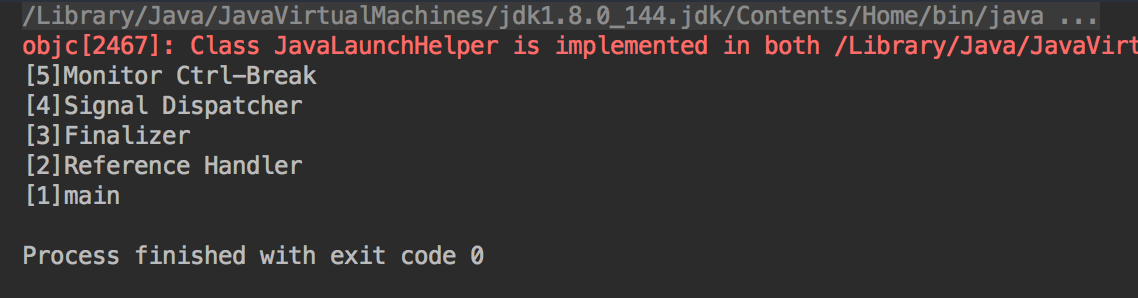 /Library/Java/JavaVirtualMachines/jdk1.8.0_144.jdk/Contents/Home/bin/java ...
objc[2467]: Class JavaLaunchHelper is implemented in both /Library/Java/JavaVirt
[5]Monitor Ctrl-Break
[4]Signal Dispatcher
[3]Finalizer
[2]Reference Handler
[1]main
Process finished with exit code 0